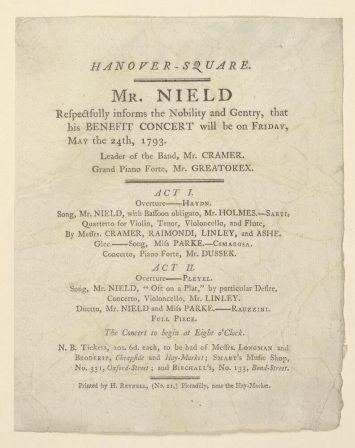 HANOVER-SQUARE.
MR. NIELD
Respectfully informs the Nobility and Gentry, that
his BENEFIT CONCERT will be on FRIDAY,
MAY the 24th, 1793.
Leader of the Band, Mr. CRAMER.
Grand Piano Forte, Mr. GREATOREX.
ACT I.
Overture——HAYDN.
Song, Mr. NIELD, with Bassoon obligato, Mr. HOLMES.—SARTI,
Quartetto for Violin, Tenor, Violoncello, and Flute,
By Messrs. CRAMER, RAIMONDI, LINLEY, and ASHE.
Glee——Song, Miss PARKE.—CIMAROSA.
Concerto, Piano Forte, Mr. DUSSEK.
ACT II.
Overture——PLEYEL.
Song, Mr. NIELD, "Oft on a Plat," by particular Desire.
Concerto, Violoncello, Mr. LINLEY.
Duetto, Mr. NIELD and Miss PARKE.——RAUZZINI.
FULL PIECE.
The Concert to begin at Eight o'Clock.
N. B. Tickets, 10s. 6d. each, to be had of Messrs. LONGMAN and
BRODERIP, Cheapside and Hay-Market; SMART's Music Shop,
No. 331, Oxford-Street; and BIRCHALL's, No. 133, Bond-Street.
Printed by H. REYNELL, (No. 21,) Piccadilly, near the Hay-Market.